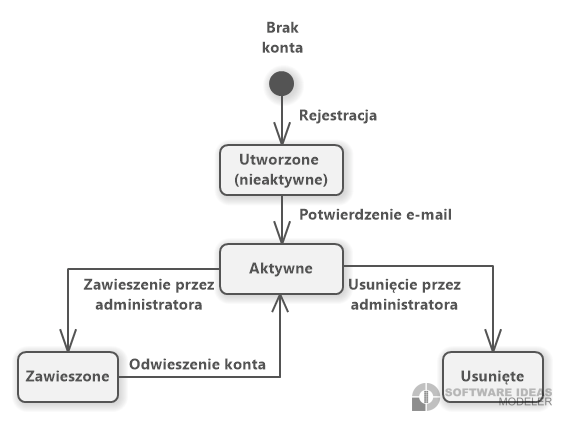 Brak
konta
Rejestracja
Utworzone
(nieaktywne)
Potwierdzenie e-mail
Aktywne
Zawieszenie przez
administratora
Usunięcie przez
administratora
Odwieszenie konta
Zawieszone
Usunięte
SOFTWARE IDEAS
MODELER